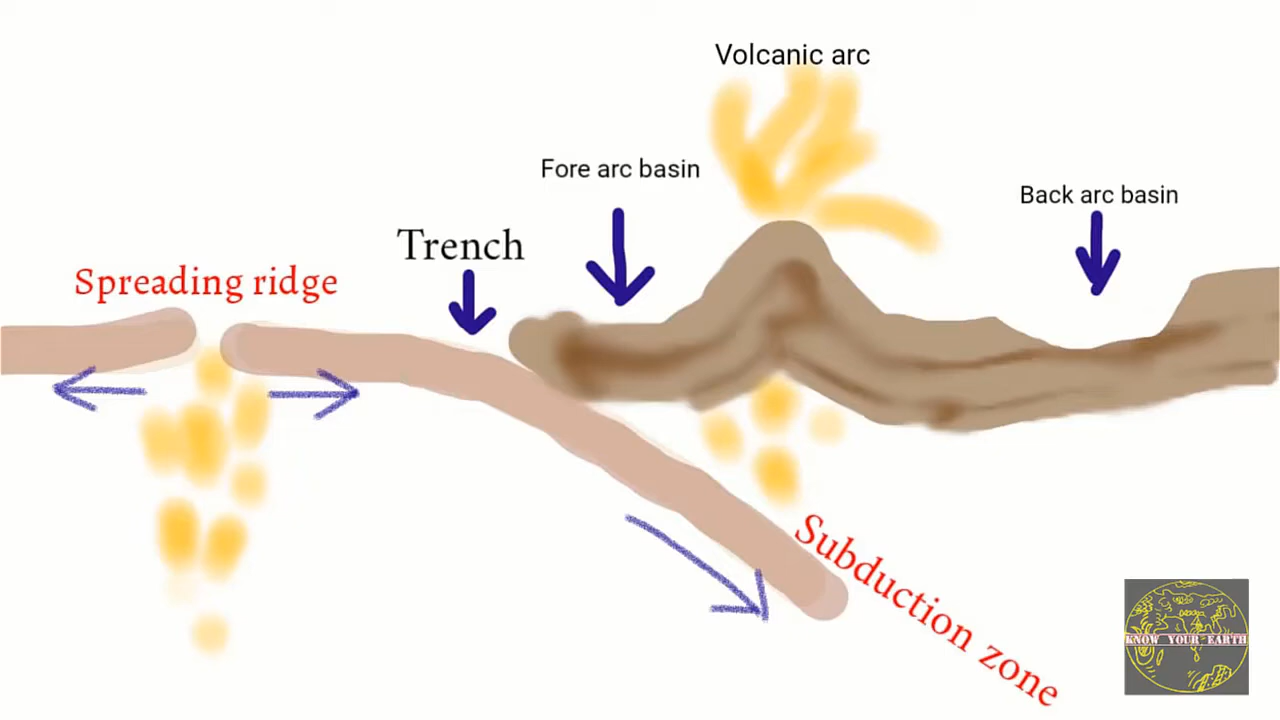 Volcanic arc
Fore arc basin
Back arc basin
Trench
Spreading ridge
Subduction zone
KNOW YOUR EARTH